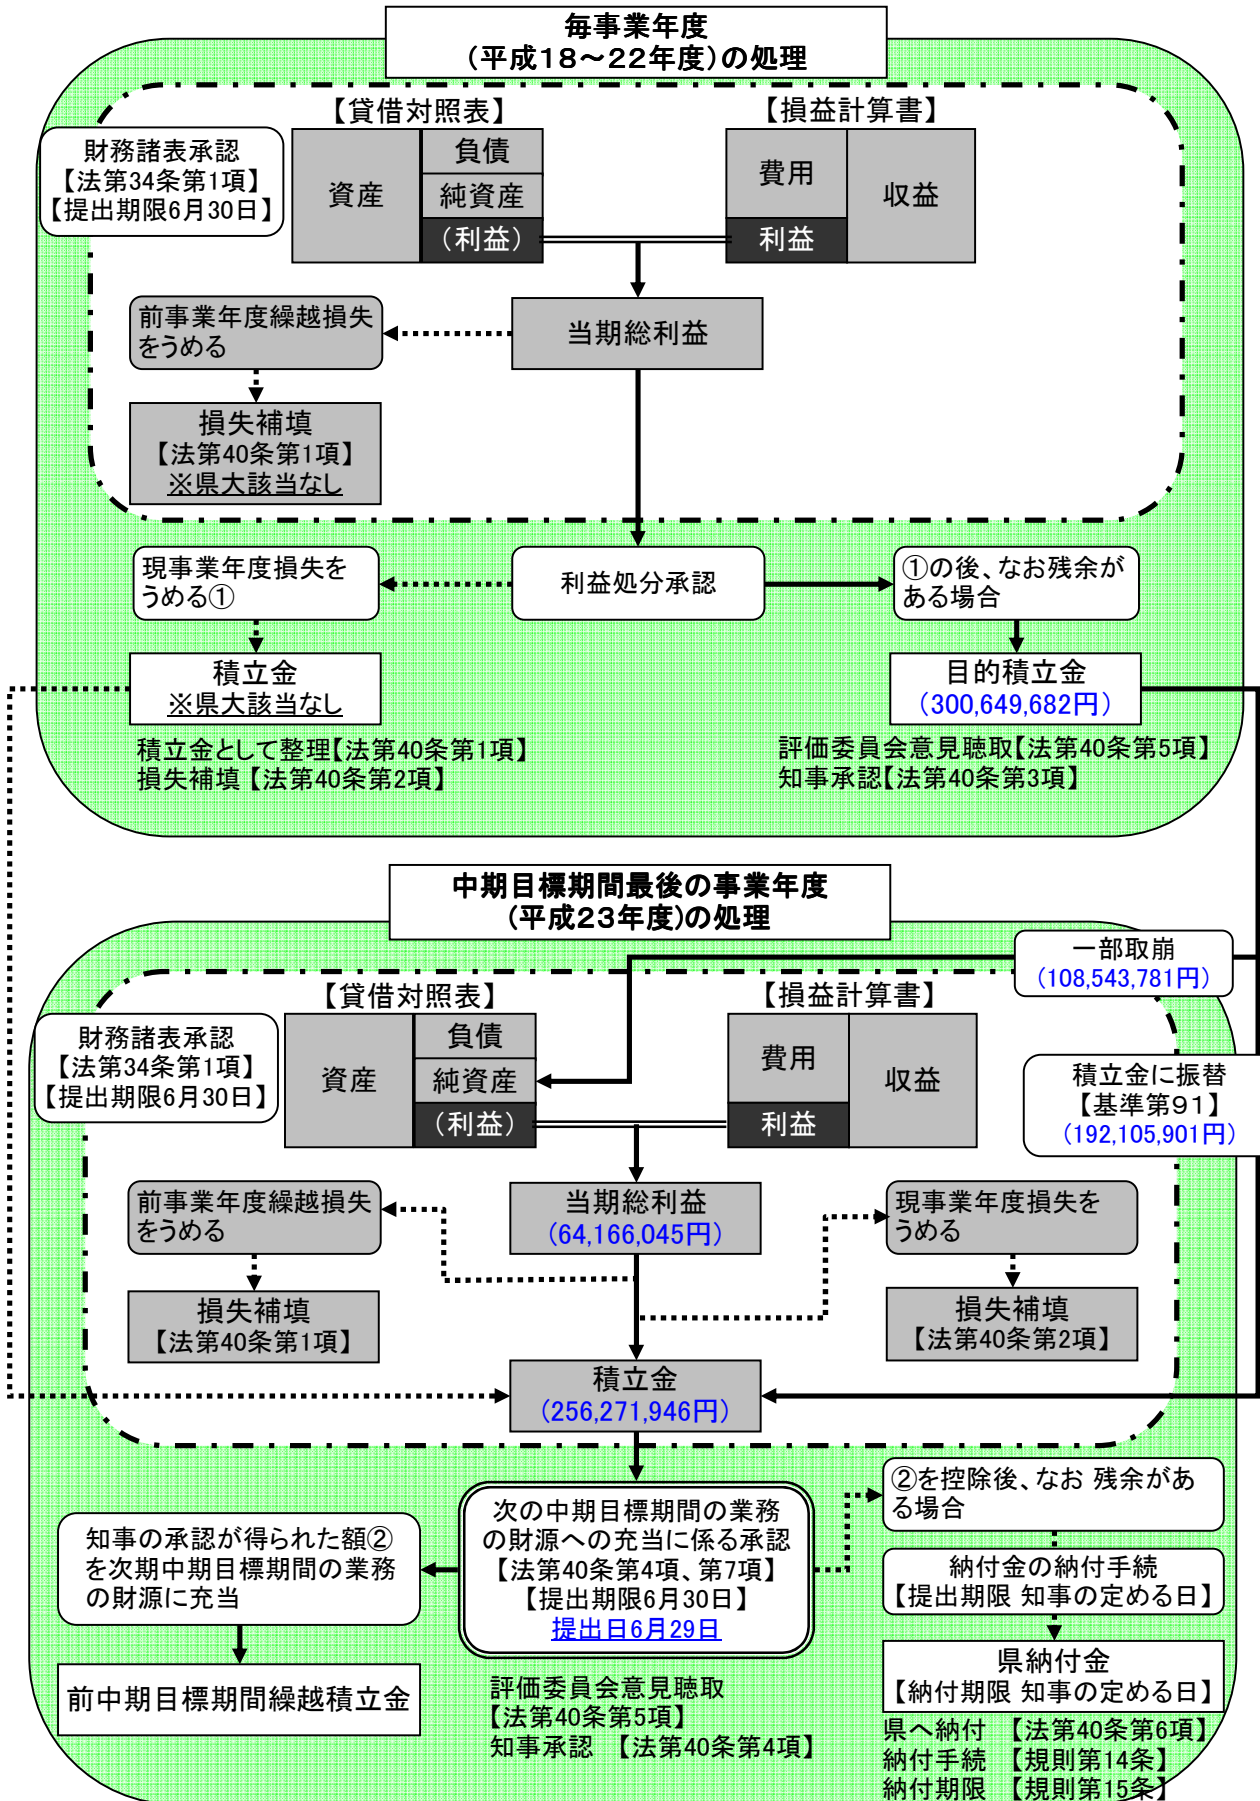 毎事業年度
(平成18～22年度)の処理
【貸借対照表】
【損益計算書】
財務諸表承認
【法第34条第1項】
【提出期限6月30日】
資産
負債
純資産
（利益）
費用
利益
収益
前事業年度繰越損失
をうめる
当期総利益
損失補填
【法第40条第1項】
※県大該当なし
現事業年度損失を
うめる①
利益処分承認
①の後、なお残余が
ある場合
積立金
※県大該当なし
目的積立金
（300,649,682円）
積立金として整理【法第40条第1項】
損失補填【法第40条第2項】
評価委員会意見聴取【法第40条第5項】
知事承認【法第40条第3項】
中期目標期間最後の事業年度
(平成23年度)の処理
一部取崩
（108,543,781円）
【貸借対照表】
【損益計算書】
財務諸表承認
【法第34条第1項】
【提出期限6月30日】
資産
負債
純資産
（利益）
費用
利益
収益
積立金に振替
【基準第91】
（192,105,901円）
前事業年度繰越損失
をうめる
当期総利益
（64,166,045円）
現事業年度損失を
うめる
損失補填
【法第40条第1項】
損失補填
【法第40条第2項】
積立金
（256,271,946円）
知事の承認が得られた額②
を次期中期目標期間の業務
の財源に充当
次の中期目標期間の業務
の財源への充当に係る承認
【法第40条第4項、第7項】
【提出期限6月30日】
提出日6月29日
②を控除後、なお 残余があ
る場合
納付金の納付手続
【提出期限 知事の定める日】
前中期目標期間繰越積立金
県納付金
【納付期限 知事の定める日】
評価委員会意見聴取
【法第40条第5項】
知事承認 【法第40条第4項】
県へ納付 【法第40条第6項】
納付手続 【規則第14条】
納付期限 【規則第15条】